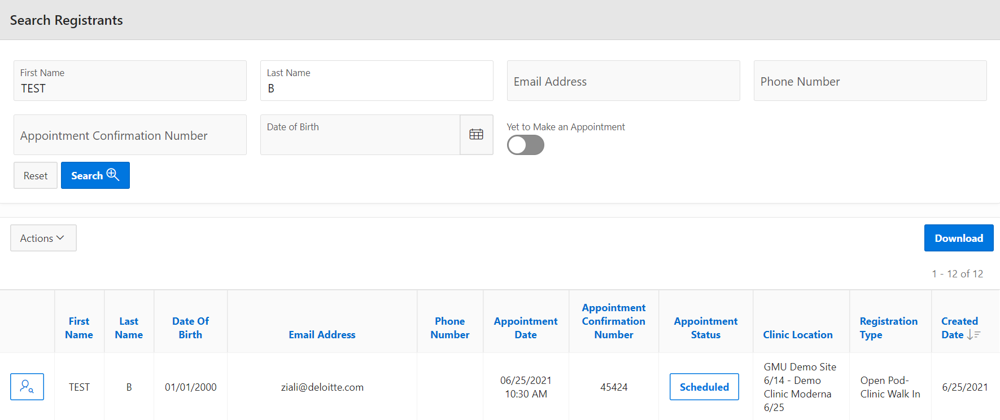 Search Registrants
First Name
TEST
Last Name
B
Email Address
Phone Number
Appointment Confirmation Number
Date of Birth
Yet to Make an Appointment
Reset
Search
Actions
Download
1 - 12 of 12
First
Name
Last
Name
Date Of
Birth
Email Address
Phone
Number
Appointment
Date
Appointment
Confirmation
Number
Appointment
Status
Clinic Location
Registration
Type
Created
Date
TEST
B
01/01/2000
ziali@deloitte.com
06/25/2021
10:30 AM
45424
Scheduled
GMU Demo Site
6/14 - Demo
Clinic Moderna
6/25
Open Pod-
Clinic Walk In
6/25/2021